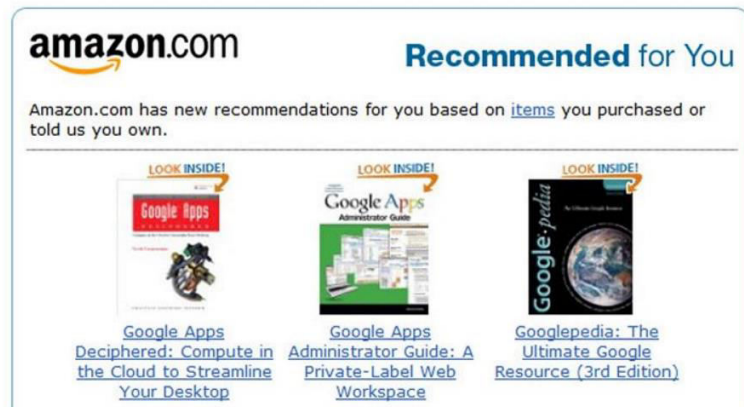 amazon.com
Recommended for You
Amazon.com has new recommendations for you based on items you purchased or
told us you own.
LOOK INSIDE!
LOOK INSIDE!
LOOK INSIDE!
Google Apps
Google Apps
Administrator Guide
Google·pedia
The Ultimate Google Resource
Google Apps
Deciphered: Compute in
the Cloud to Streamline
Your Desktop
Google Apps
Administrator Guide: A
Private-Label Web
Workspace
Googlepedia: The
Ultimate Google
Resource (3rd Edition)